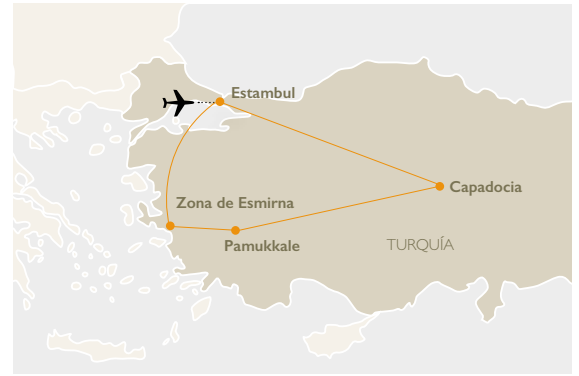 Estambul
Capadocia
Zona de Esmirna
Pamukkale
TURQUÍA